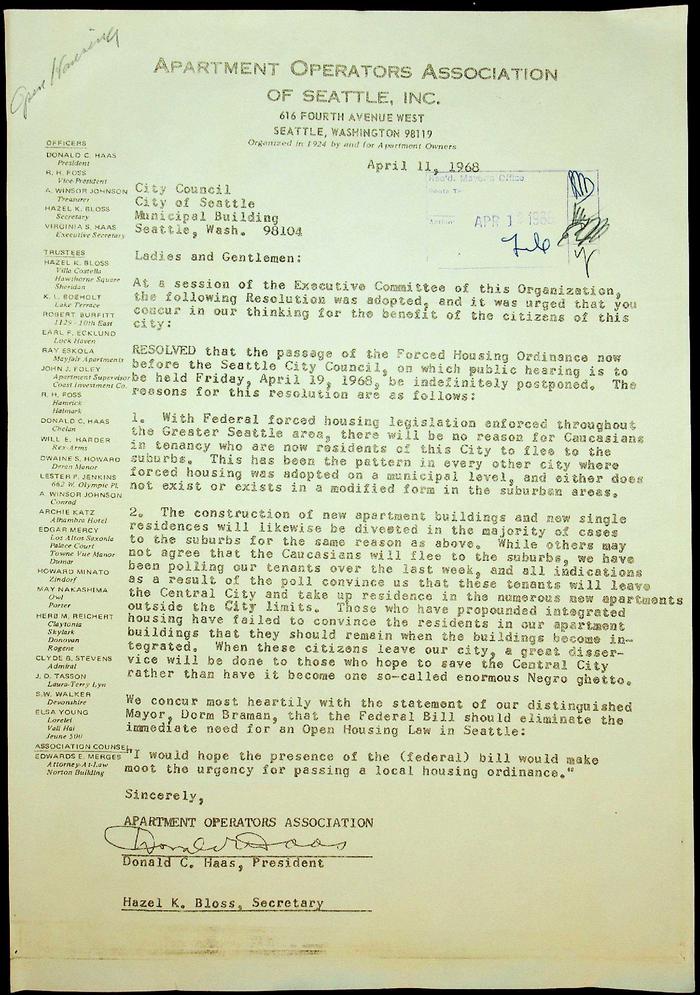 Open Housing
APARTMENT OPERATORS ASSOCIATION
OF SEATTLE, INC.
616 FOURTH AVENUE WEST
SEATTLE, WASHINGTON 98119
Organized in 1924 by and for Apartment Owners
April 11, 1968
Rec'd. Mayor's Office
APR 1 1968
OFFICERS
DONALD C. HAAS
President
R. H. FOSS
Vice-President
A. WINSOR JOHNSON
Treasurer
HAZEL K. BLOSS
Secretary
VIRGINIA S. HAAS
Executive Secretary
TRUSTEES
HAZEL K. BLOSS
Villa Costella
Hawthorne Square
Sheridan
K. L. BOEHOLT
Lake Terrace
ROBERT BURFITT
1129 - 10th East
EARL F. ECKLUND
Lock Haven
RAY ESKOLA
Mayfair Apartments
JOHN J. FOLEY
Apartment Supervisor
Coast Investment Co.
R. H. FOSS
Hamrick
Halmark
DONALD C. HAAS
Chelan
WILL E. HARDER
Rex-Arms
DWAINE S. HOWARD
Deren Manor
LESTER F. JENKINS
662 W. Olympic Pl.
A WINSOR JOHNSON
Conrad
ARCHIE KATZ
Alhambra Hotel
EDGAR MERCY
Los Altos Saxonia
Palace Court
Towne Vue Manor
Dumar
HOWARD MINATO
Zindorf
MAY NAKASHIMA
Owl
Porter
HERB M. REICHERT
Claytonia
Skylark
Donovan
Rogene
CLYDE B. STEVENS
Admiral
J. D. TASSON
Laura-Terry Lyn
S.W. WALKER
Devonshire
ELSA YOUNG
Lorelei
Vali Hai
Jeune 500
ASSOCIATION COUNSEL
EDWARDS E. MERGES
Attorney-At-Law
Norton Building
City Council
City of Seattle
Municipal Building
Seattle, Wash. 98104
Ladies and Gentlemen:
At a session of the Executive Committee of this Organization,
the following Resolution was adopted, and it was urged that you
concur in our thinking for the benefit of the citizens of this
city:
RESOLVED that the passage of the Forced Housing Ordinance now
before the Seattle City Council, on which public hearing is to
be held Friday, April 19, 1968, be indefinitely postponed. The
reasons for this resolution are as follows:
1. With Federal forced housing legislation enforced throughout
the Greater Seattle area, there will be no reason for Caucasians
in tenancy who are now residents of this City to flee to the
suburbs. This has been the pattern in every other city where
forced housing was adopted on a municipal level, and either does
not exist or exists in a modified form in the suburban areas.
2. The construction of new apartment buildings and new single
residences will likewise be divested in the majority of cases
to the suburbs for the same reason as above. While others may
not agree that the Caucasians will flee to the suburbs, we have
been polling our tenants over the last week, and all indications
as a result of the poll convince us that these tenants will leave
the Central City and take up residence in the numerous new apartments
outside the City limits. Those who have propounded integrated
housing have failed to convince the residents in our apartment
buildings that they should remain when the buildings become in-
tegrated. When these citizens leave our city, a great disser-
vice will be done to those who hope to save the Central City
rather than have it become one so-called enormous Negro ghetto.
We concur most heartily with the statement of our distinguished
Mayor, Dorm Braman, that the Federal Bill should eliminate the
immediate need for an Open Housing Law in Seattle:
"I would hope the presence of the (federal) bill would make
moot the urgency for passing a local housing ordinance."
Sincerely,
APARTMENT OPERATORS ASSOCIATION
Donald C Haas
Donald C. Haas, President
Hazel K. Bloss, Secretary